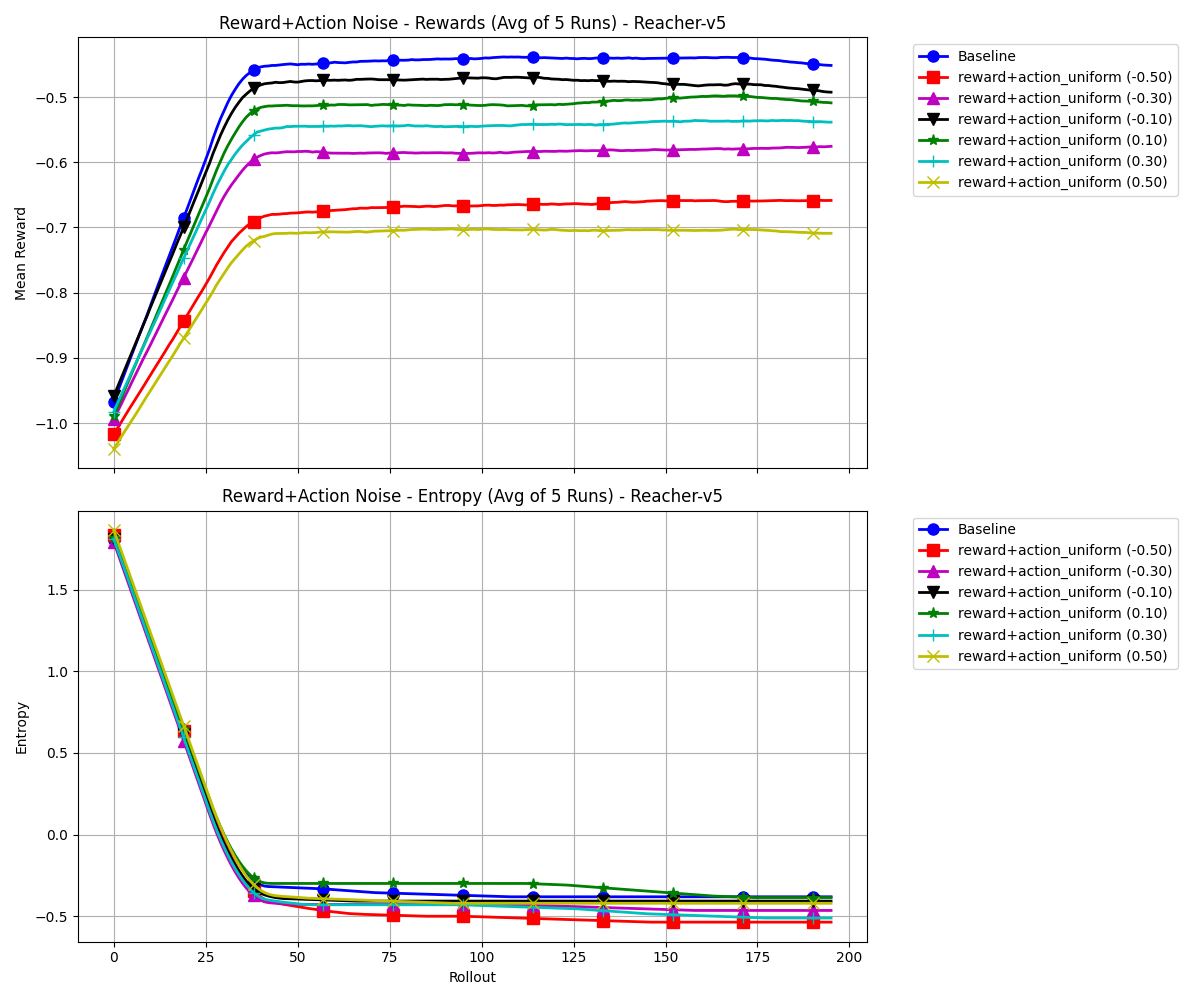 Reward+Action Noise - Rewards (Avg of 5 Runs) - Reacher-v5
Mean Reward
−0.5
−0.6
−0.7
−0.8
−0.9
−1.0
Baseline
reward+action_uniform (-0.50)
reward+action_uniform (-0.30)
reward+action_uniform (-0.10)
reward+action_uniform (0.10)
reward+action_uniform (0.30)
reward+action_uniform (0.50)
Reward+Action Noise - Entropy (Avg of 5 Runs) - Reacher-v5
Entropy
1.5
1.0
0.5
0.0
−0.5
0 25 50 75 100 125 150 175 200
Rollout
Baseline
reward+action_uniform (-0.50)
reward+action_uniform (-0.30)
reward+action_uniform (-0.10)
reward+action_uniform (0.10)
reward+action_uniform (0.30)
reward+action_uniform (0.50)